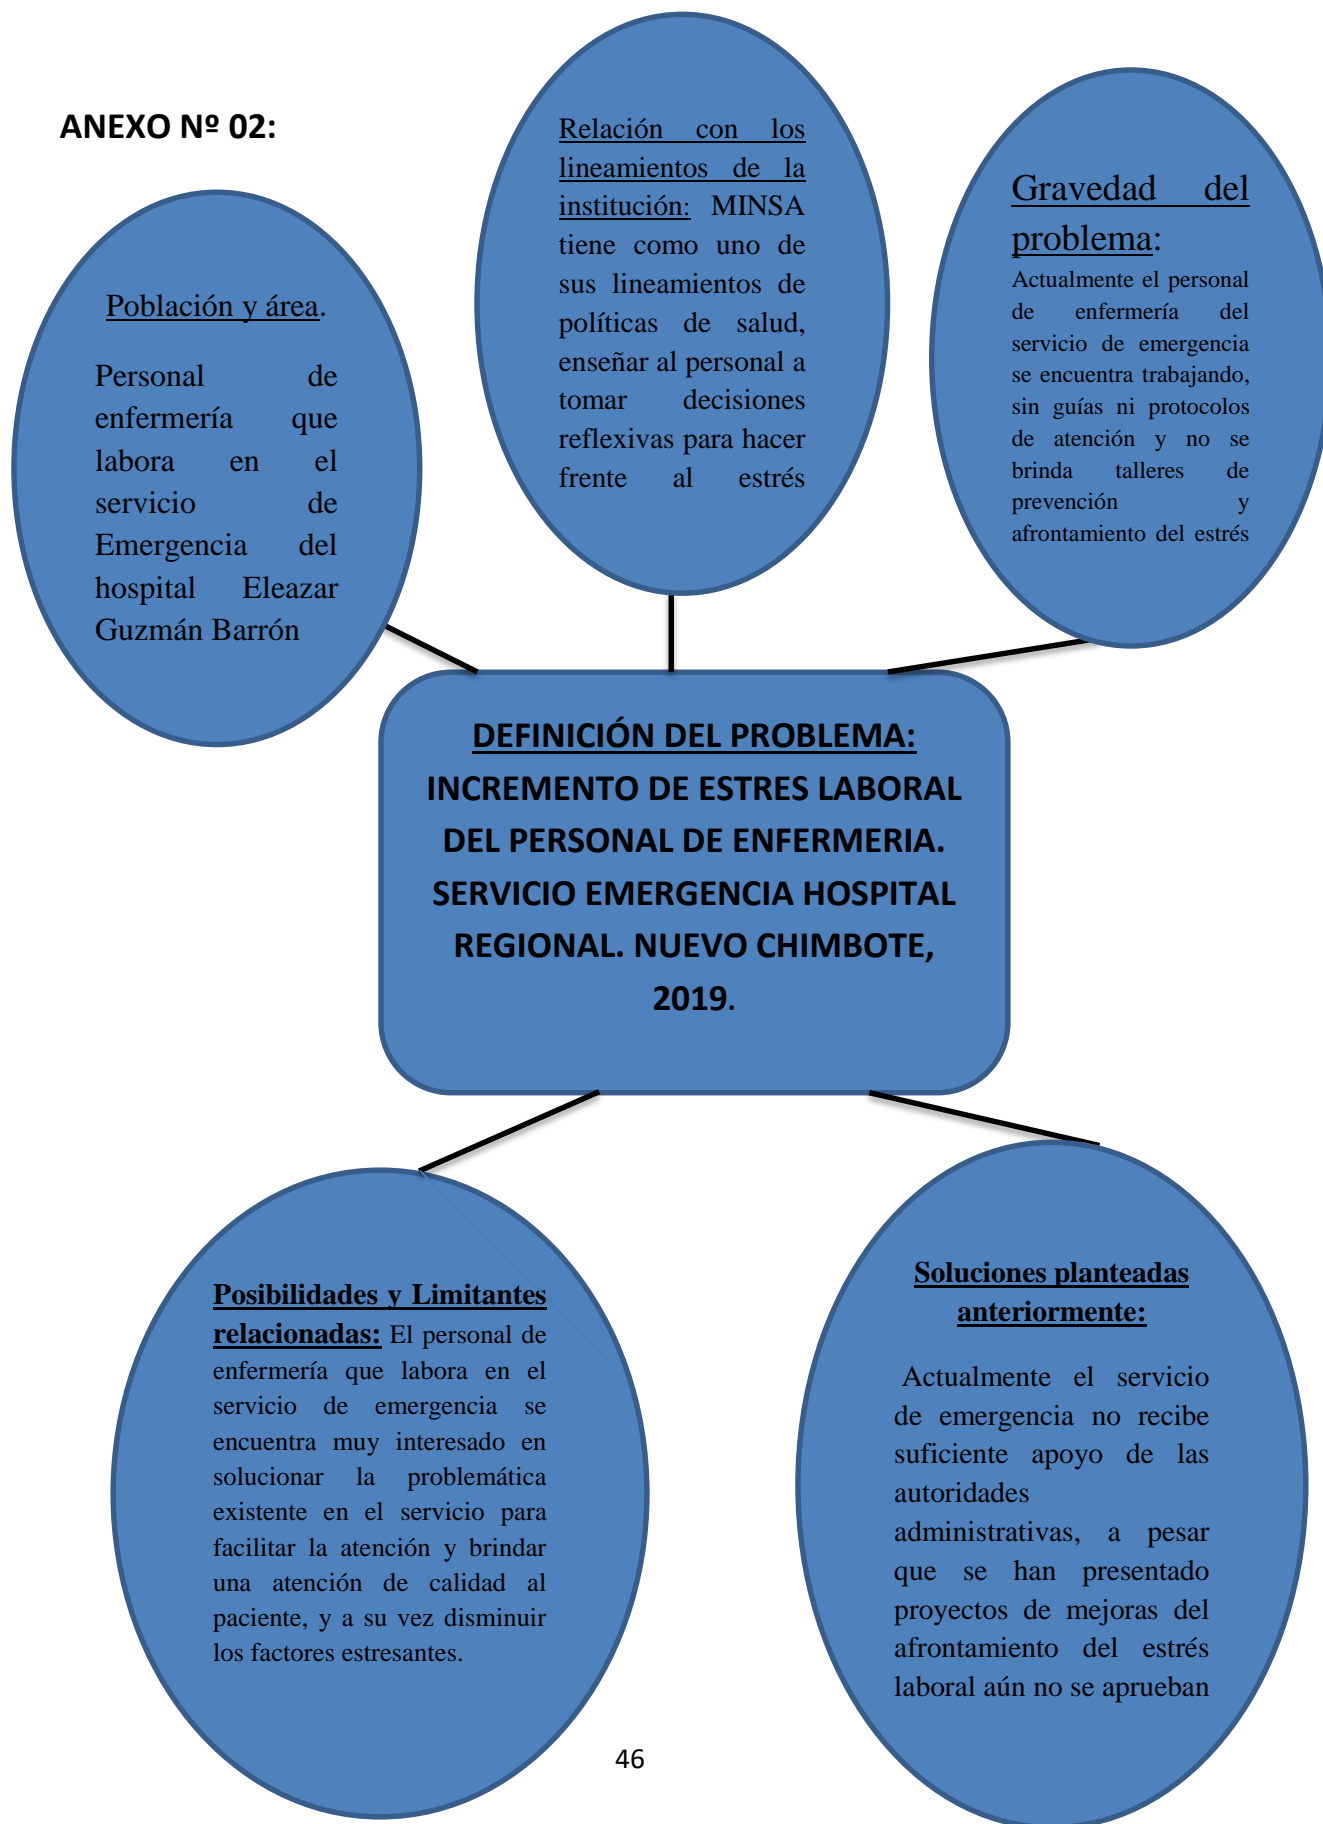 ANEXO Nº 02:
Población y área.
Personal de
enfermería que
labora en el
servicio de
Emergencia del
hospital Eleazar
Guzmán Barrón
Relación con los
lineamientos de la
institución: MINSA
tiene como uno de
sus lineamientos de
políticas de salud,
enseñar al personal a
tomar decisiones
reflexivas para hacer
frente al estrés
Gravedad del
problema:
Actualmente el personal
de enfermería del
servicio de emergencia
se encuentra trabajando,
sin guías ni protocolos
de atención y no se
brinda talleres de
prevención y
afrontamiento del estrés
DEFINICIÓN DEL PROBLEMA:
INCREMENTO DE ESTRES LABORAL
DEL PERSONAL DE ENFERMERIA.
SERVICIO EMERGENCIA HOSPITAL
REGIONAL. NUEVO CHIMBOTE,
2019.
Posibilidades y Limitantes
relacionadas: El personal de
enfermería que labora en el
servicio de emergencia se
encuentra muy interesado en
solucionar la problemática
existente en el servicio para
facilitar la atención y brindar
una atención de calidad al
paciente, y a su vez disminuir
los factores estresantes.
Soluciones planteadas
anteriormente:
Actualmente el servicio
de emergencia no recibe
suficiente apoyo de las
autoridades
administrativas, a pesar
que se han presentado
proyectos de mejoras del
afrontamiento del estrés
laboral aún no se aprueban
46